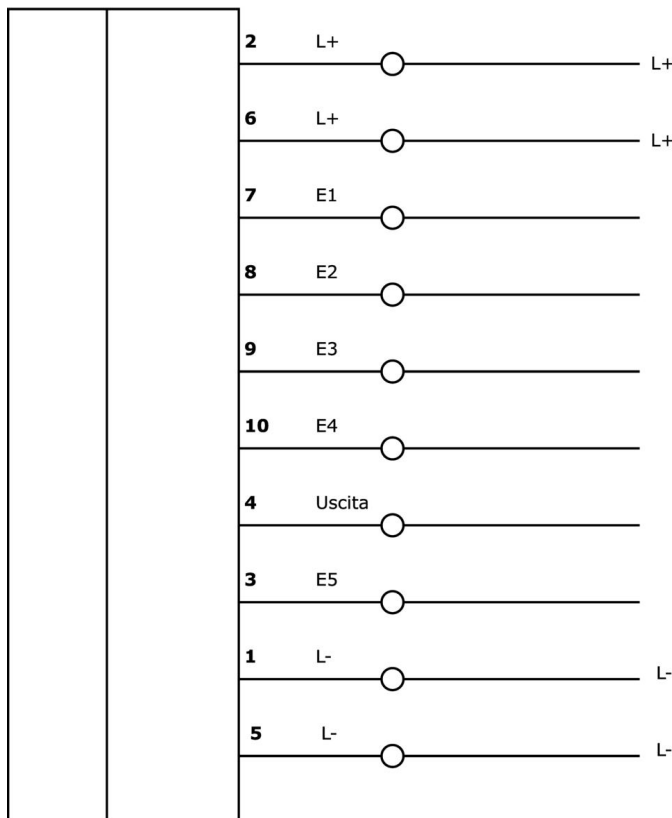 2 L+ L+
6 L+ L+
7 E1
8 E2
9 E3
10 E4
4 Uscita
3 E5
1 L- L-
5 L- L-